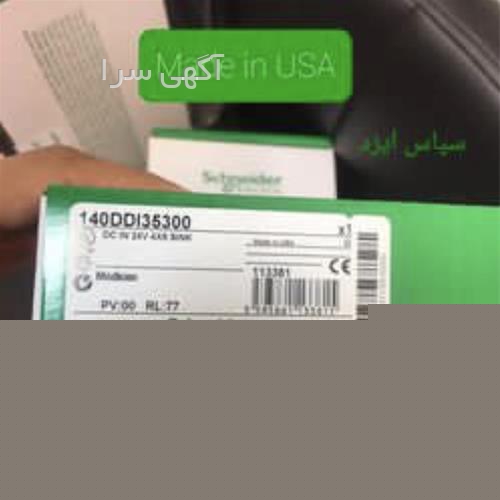 Made in USA
آگهی سرا
سپاس ایزد
Schneider
140DDI35300
DC IN 24V 4X8 SINK
x1
Modicon
113381
CE
PV:00 RL:77